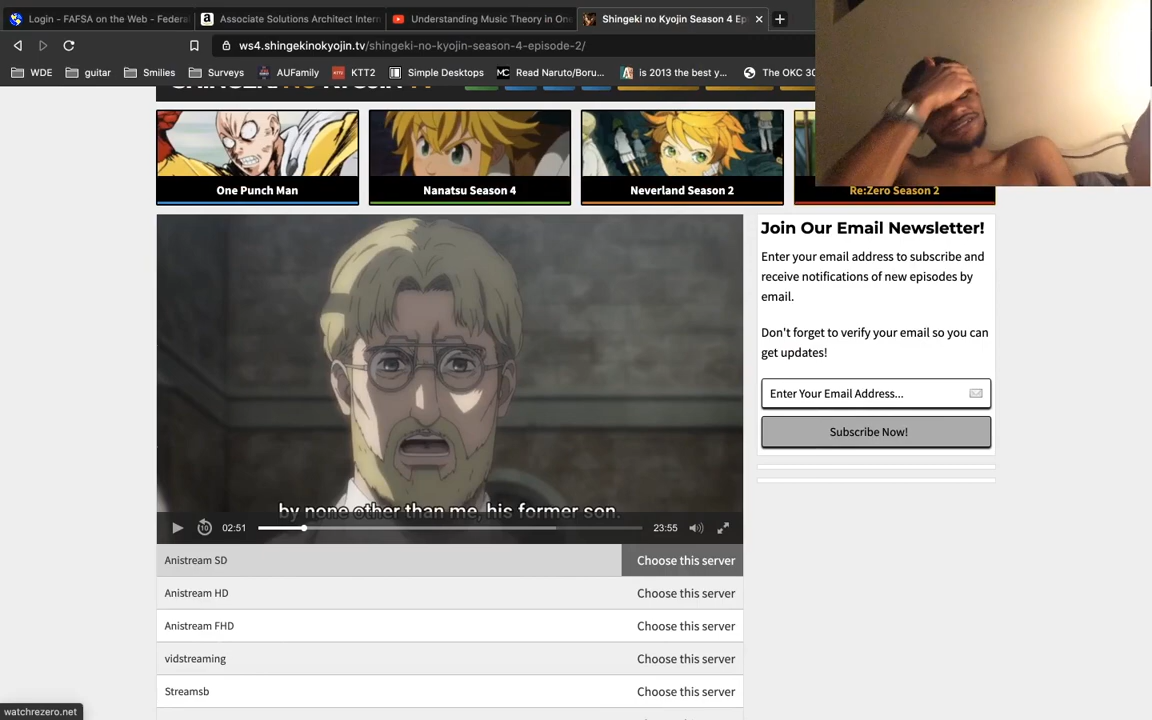 Login - FAFSA on the Web - Federal
Associate Solutions Architect Intern
Understanding Music Theory in One
Shingeki no Kyojin Season 4 Epi
ws4.shingekinokyojin.tv/shingeki-no-kyojin-season-4-episode-2/
WDE
guitar
Smilies
Surveys
AUFamily
KTT2
Simple Desktops
Read Naruto/Boru...
is 2013 the best y...
The OKC 30
One Punch Man
Nanatsu Season 4
Neverland Season 2
Re:Zero Season 2
by none other than me, his former son.
10
02:51
23:55
Join Our Email Newsletter!
Enter your email address to subscribe and
receive notifications of new episodes by
email.
Don't forget to verify your email so you can
get updates!
Enter Your Email Address...
Subscribe Now!
Anistream SD
Choose this server
Anistream HD
Choose this server
Anistream FHD
Choose this server
vidstreaming
Choose this server
Streamsb
Choose this server
watchrezero.net